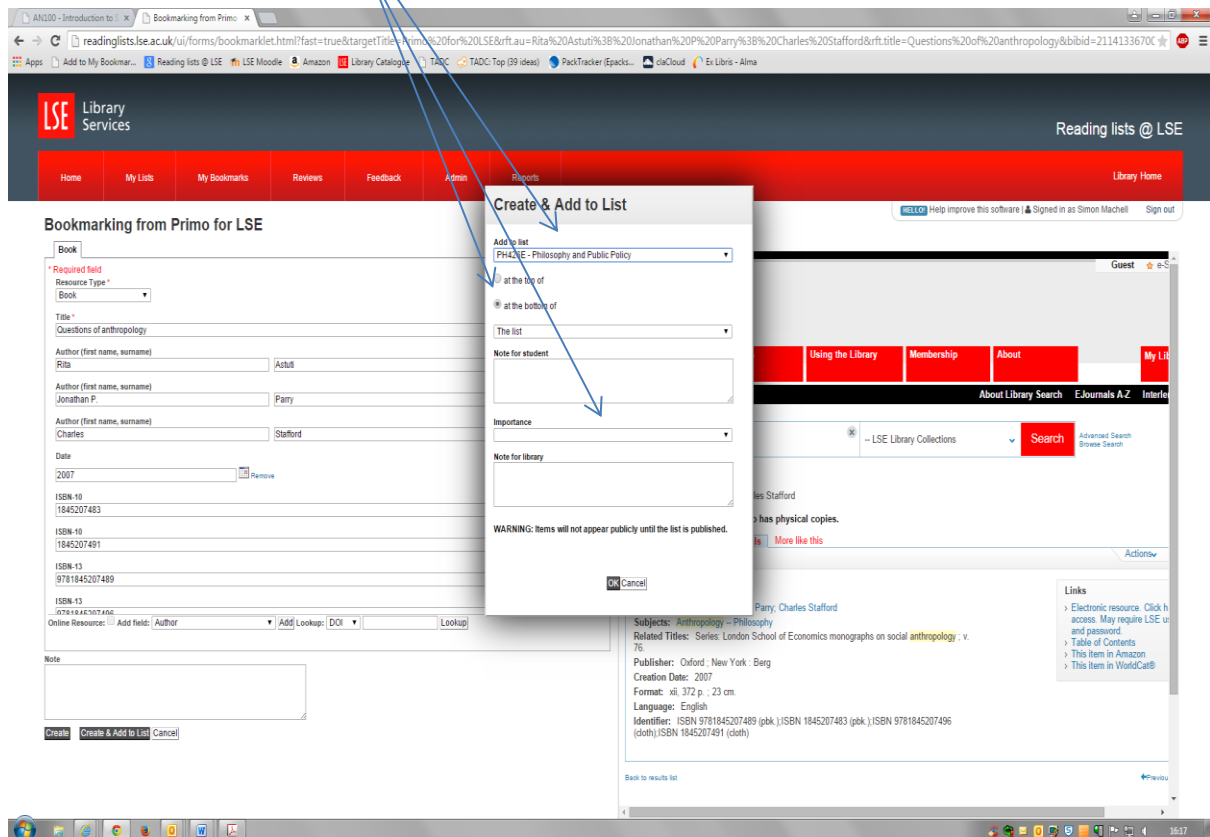 AN100 - Introduction to S
Bookmarking from Primo
readinglists.lse.ac.uk/ui/forms/bookmarklet.html?fast=true&targetTitle=Primo%20for%20LSE&rft.au=Rita%20Astuti%3B%20Jonathan%20P%20Parry%3B%20Charles%20Stafford&rft.title=Questions%20of%20anthropology&bibid=2114133670
Apps
Add to My Bookmar...
Reading lists @ LSE
LSE Moodle
Amazon
Library Catalogue
TADC
TADC: Top (39 ideas)
PackTracker (Epacks...
claCloud
Ex Libris - Alma
LSE
Library
Services
Reading lists @ LSE
Home
My Lists
My Bookmarks
Reviews
Feedback
Admin
Reports
Library Home
HELLO! Help improve this software | Signed in as Simon Machell Sign out
Bookmarking from Primo for LSE
Book
* Required field
Resource Type *
Book
Title *
Questions of anthropology
Author (first name, surname)
Rita Astuti
Author (first name, surname)
Jonathan P. Parry
Author (first name, surname)
Charles Stafford
Date
2007 Remove
ISBN-10
1845207483
ISBN-10
1845207491
ISBN-13
9781845207489
ISBN-13
9781845207496
Online Resource: Add field: Author Add Lookup: DOI Lookup
Note
Create Create & Add to List Cancel
Create & Add to List
Add to list
Philosophy and Public Policy
at the top of
at the bottom of
The list
Note for student
Importance
Note for library
WARNING: Items will not appear publicly until the list is published.
OK Cancel
Guest e-S
Using the Library
Membership
About
My Lib
About Library Search EJournals A-Z Interle
-- LSE Library Collections
Search
Advanced Search
Browse Search
les Stafford
has physical copies.
ls More like this
Actions
Parry; Charles Stafford
Subjects: Anthropology -- Philosophy
Related Titles: Series: London School of Economics monographs on social anthropology ; v.
76.
Publisher: Oxford ; New York : Berg
Creation Date: 2007
Format: xii, 372 p. ; 23 cm.
Language: English
Identifier: ISBN 9781845207489 (pbk.);ISBN 1845207483 (pbk.);ISBN 9781845207496
(cloth);ISBN 1845207491 (cloth)
Links
Electronic resource. Click h
access. May require LSE us
and password.
Table of Contents
This item in Amazon
This item in WorldCat®
Back to results list
Previou
16:17